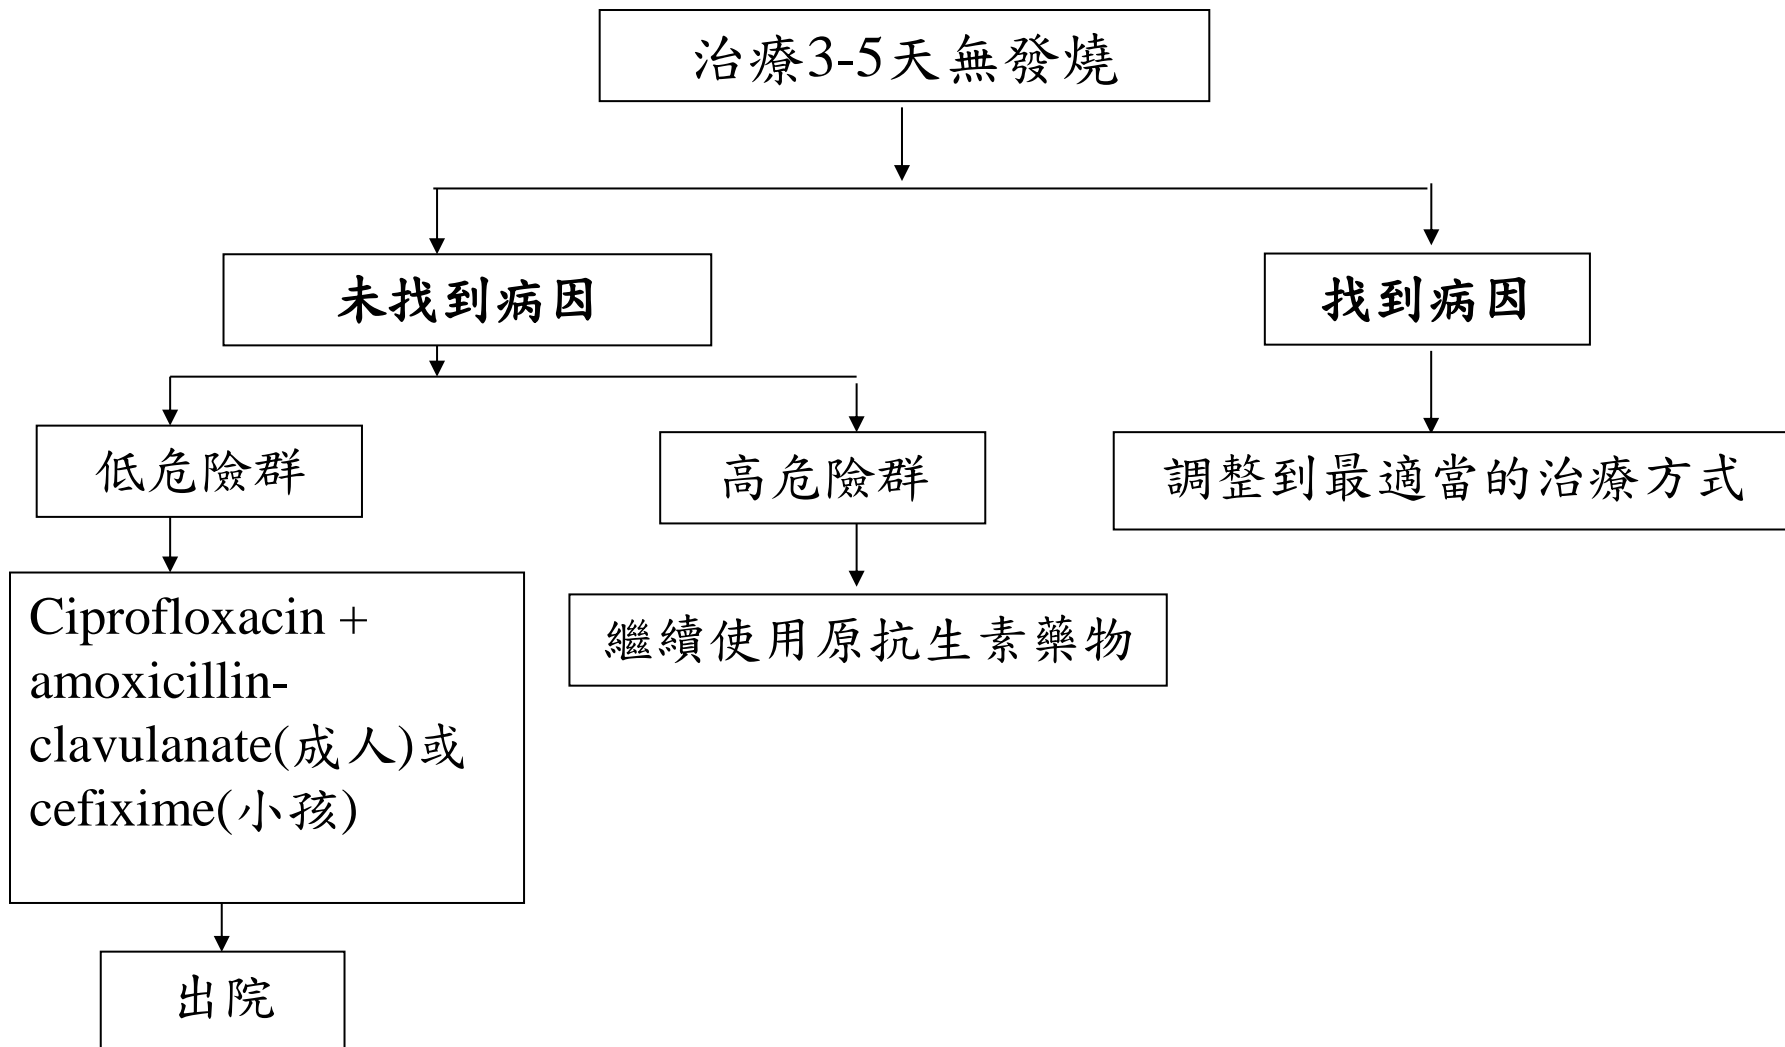 治療3-5天無發燒
未找到病因
找到病因
低危險群
高危險群
調整到最適當的治療方式
Ciprofloxacin +
amoxicillin-
clavulanate(成人)或
cefixime(小孩)
繼續使用原抗生素藥物
出院